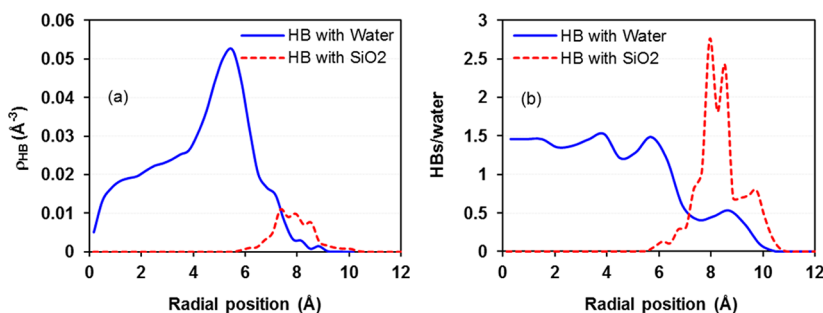 0.06
0.05
0.04
0.03
0.02
0.01
0
ρHB (Å-3)
HB with Water
HB with SiO2
(a)
0 2 4 6 8 10 12
Radial position (Å)
3
2.5
2
1.5
1
0.5
0
HBs/water
HB with Water
HB with SiO2
(b)
0 2 4 6 8 10 12
Radial position (Å)